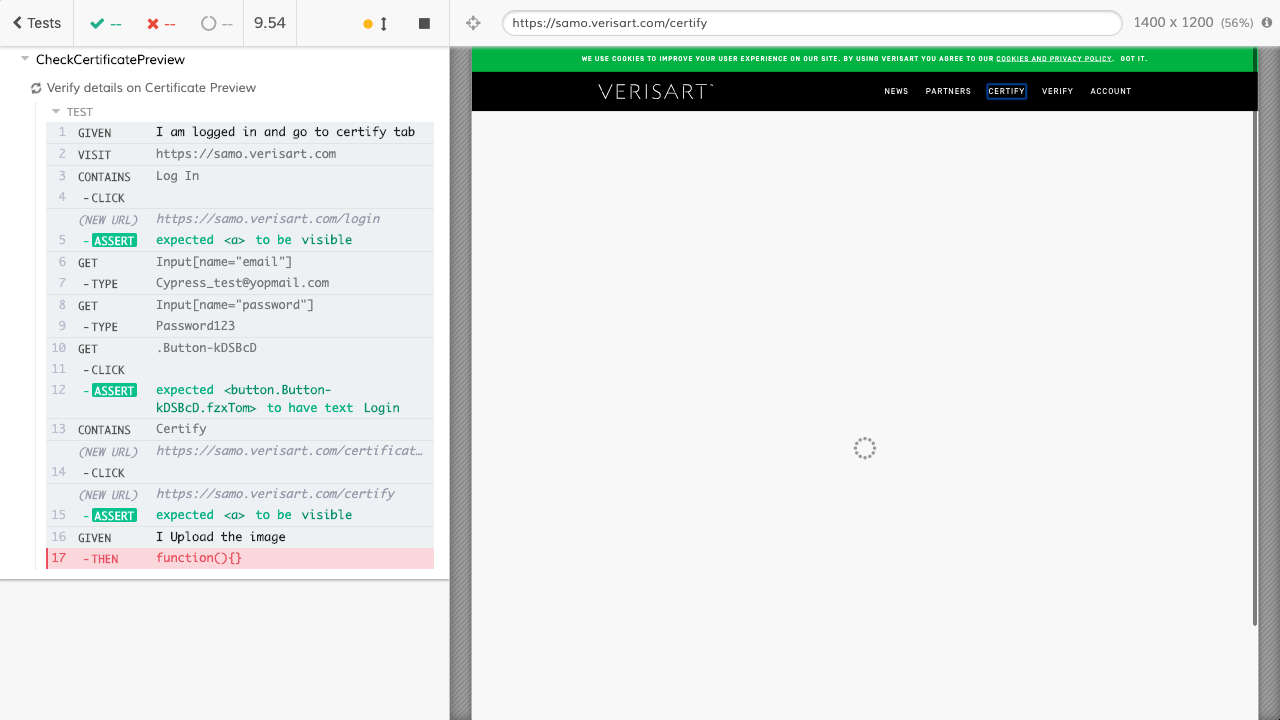 Tests
--
--
--
9.54
https://samo.verisart.com/certify
1400 x 1200 (56%)
CheckCertificatePreview
Verify details on Certificate Preview
TEST
1 GIVEN I am logged in and go to certify tab
2 VISIT https://samo.verisart.com
3 CONTAINS Log In
4 -CLICK
(NEW URL) https://samo.verisart.com/login
5 -ASSERT expected <a> to be visible
6 GET Input[name="email"]
7 -TYPE Cypress_test@yopmail.com
8 GET Input[name="password"]
9 -TYPE Password123
10 GET .Button-kDSBcD
11 -CLICK
12 -ASSERT expected <button.Button-
kDSBcD.fzxTom> to have text Login
13 CONTAINS Certify
(NEW URL) https://samo.verisart.com/certificat…
14 -CLICK
(NEW URL) https://samo.verisart.com/certify
15 -ASSERT expected <a> to be visible
16 GIVEN I Upload the image
17 -THEN function(){}
WE USE COOKIES TO IMPROVE YOUR USER EXPERIENCE ON OUR SITE. BY USING VERISART YOU AGREE TO OUR COOKIES AND PRIVACY POLICY. GOT IT.
VERISART™
NEWS PARTNERS CERTIFY VERIFY ACCOUNT